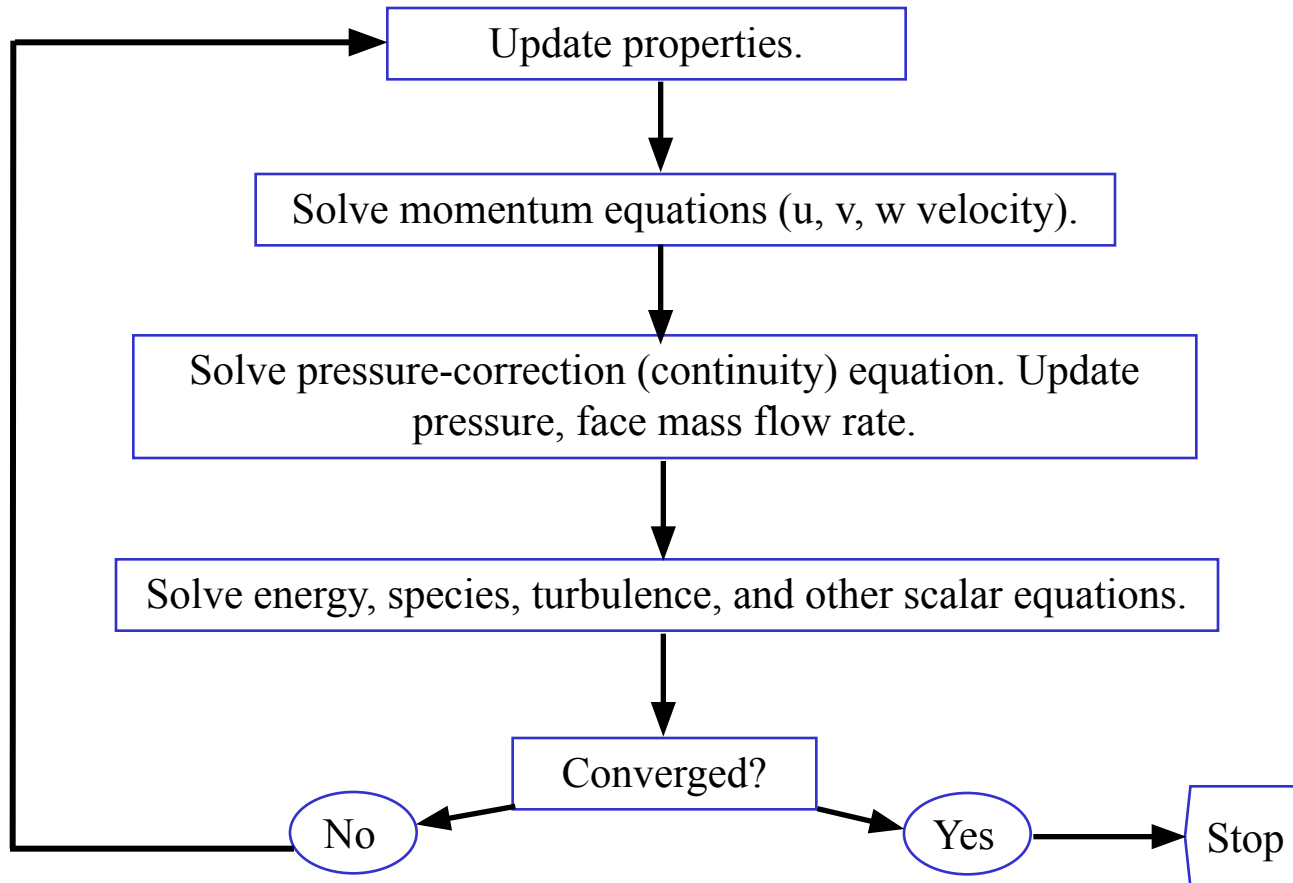 Update properties.
Solve momentum equations (u, v, w velocity).
Solve pressure-correction (continuity) equation. Update
pressure, face mass flow rate.
Solve energy, species, turbulence, and other scalar equations.
Converged?
No
Yes
Stop